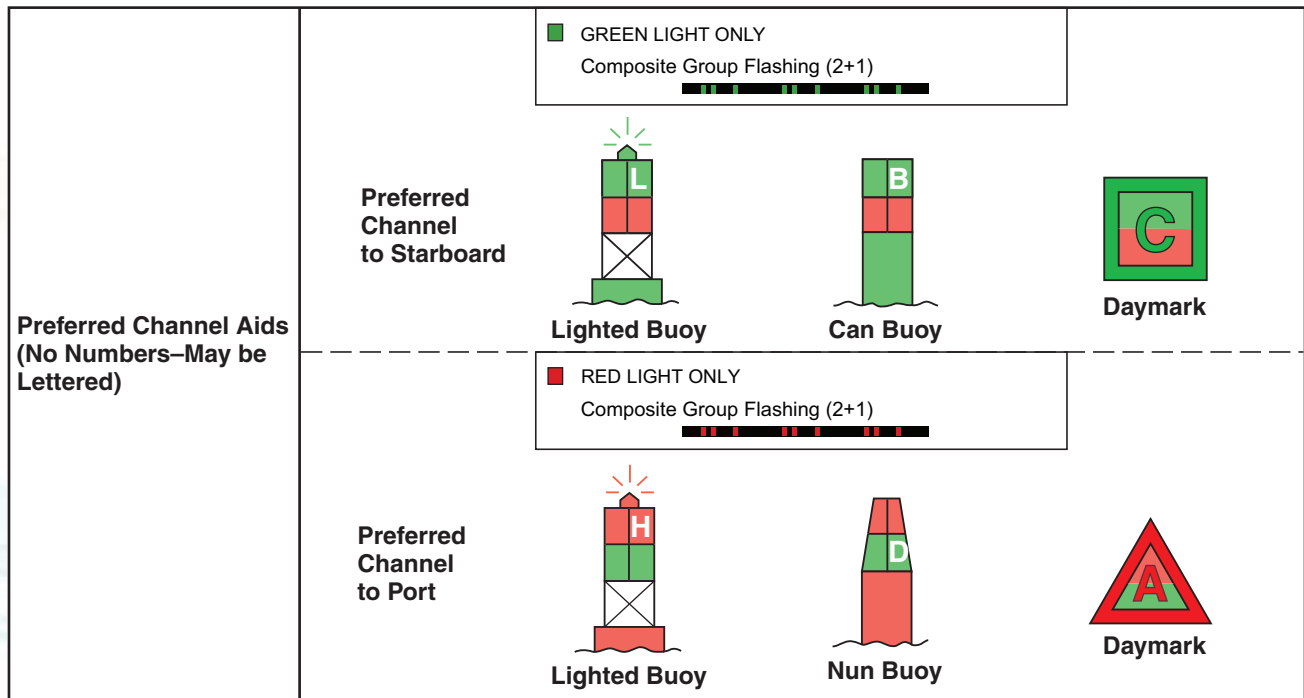 GREEN LIGHT ONLY
Composite Group Flashing (2+1)
Preferred
Channel
to Starboard
L
B
C
Lighted Buoy
Can Buoy
Daymark
Preferred Channel Aids
(No Numbers–May be
Lettered)
RED LIGHT ONLY
Composite Group Flashing (2+1)
Preferred
Channel
to Port
H
D
A
Lighted Buoy
Nun Buoy
Daymark